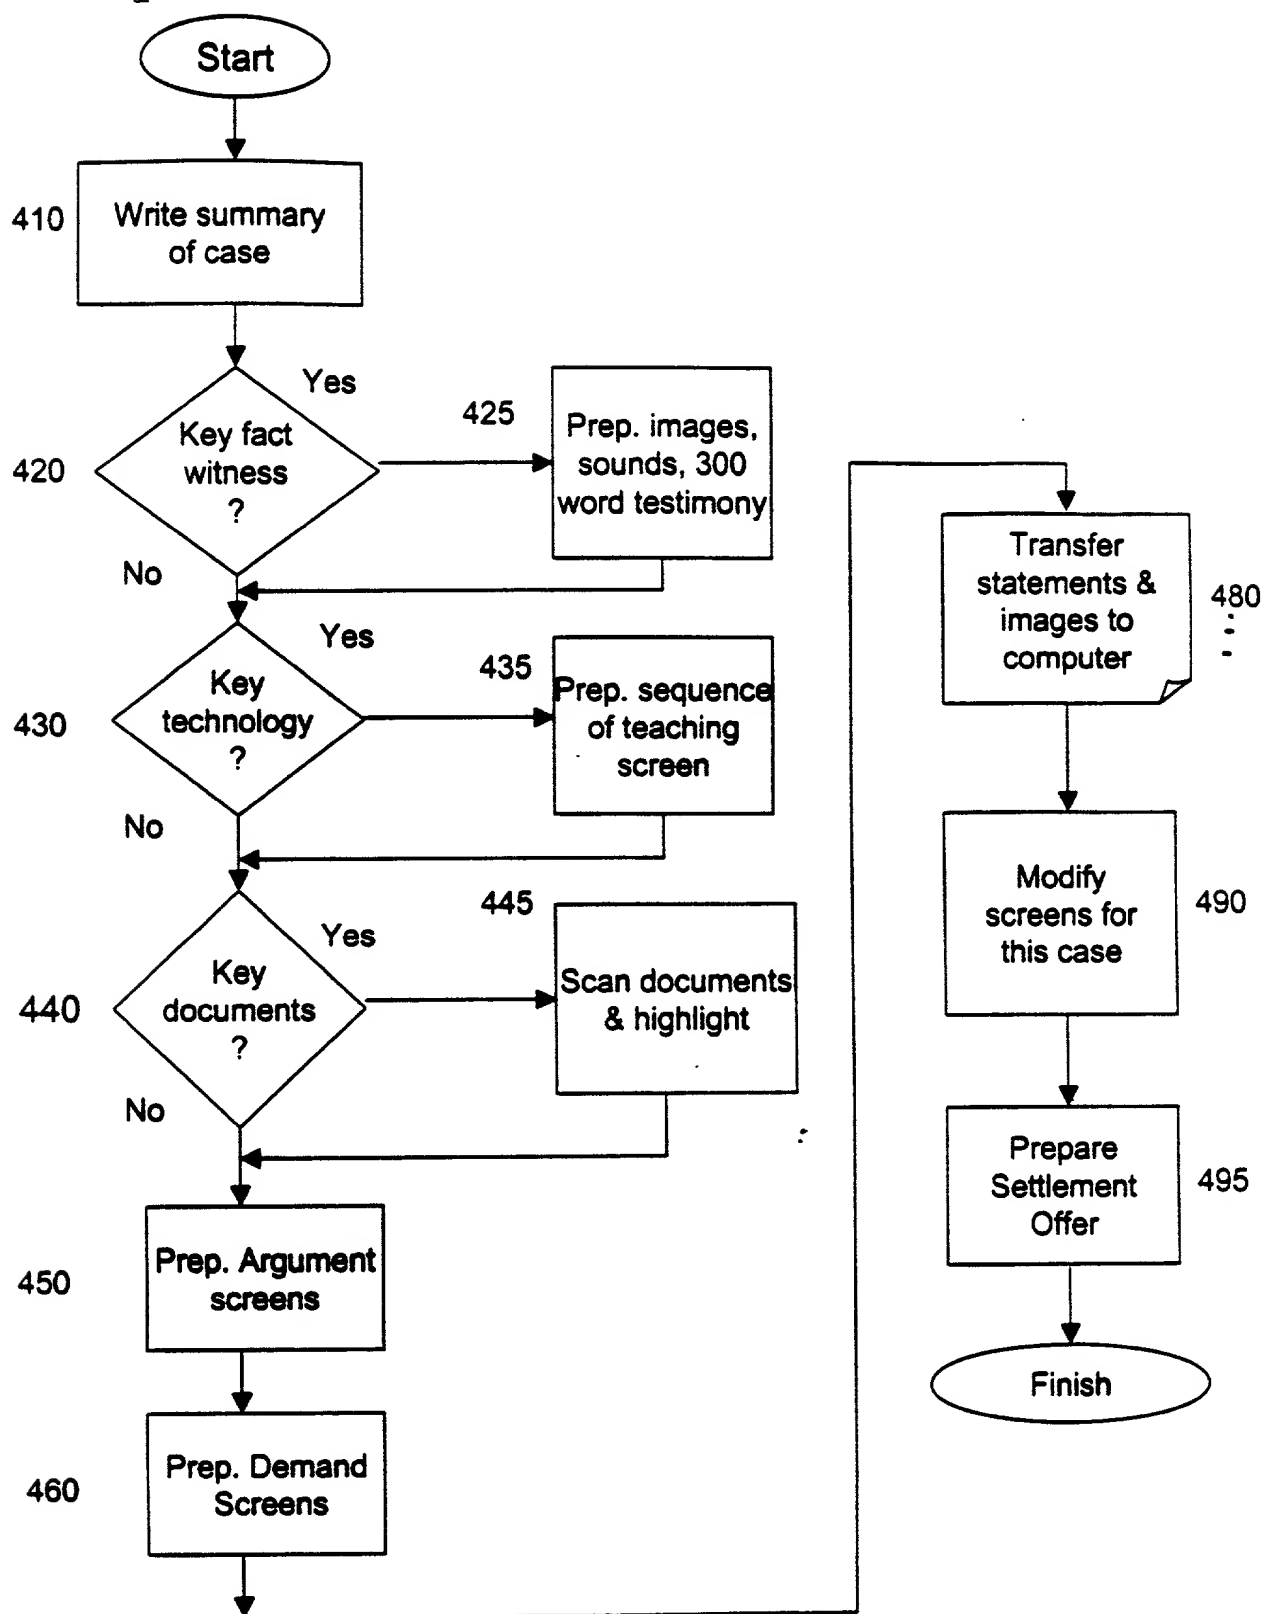 Start
410
Write summary
of case
Yes
420
Key fact
witness
?
425
Prep. images,
sounds, 300
word testimony
No
Yes
430
Key
technology
?
435
Prep. sequence
of teaching
screen
No
Yes
440
Key
documents
?
445
Scan documents
& highlight
No
450
Prep. Argument
screens
460
Prep. Demand
Screens
Transfer
statements &
images to
computer
480
Modify
screens for
this case
490
Prepare
Settlement
Offer
495
Finish